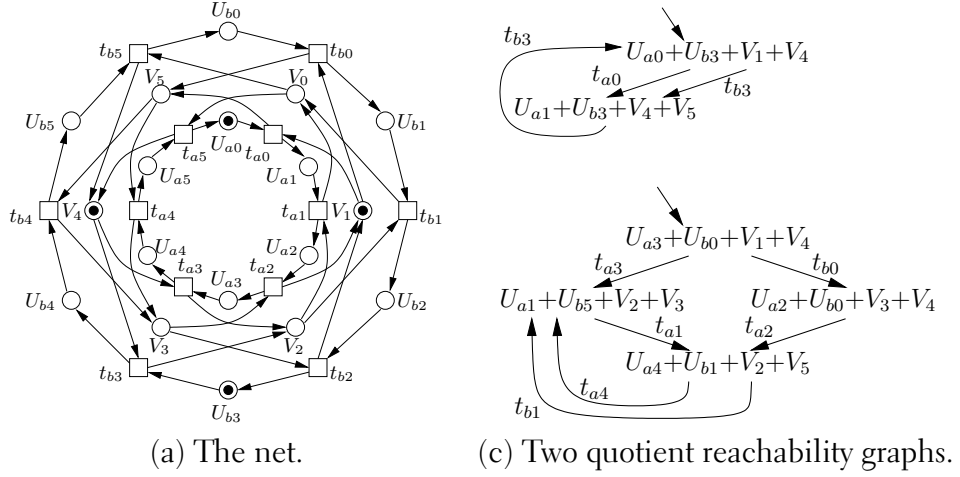 U_{b0}
t_{b5}
t_{b0}
V_5
V_0
U_{b5}
U_{b1}
t_{a5}
U_{a0}
t_{a0}
U_{a5}
U_{a1}
t_{b4}
V_4
t_{a4}
t_{a1}
V_1
t_{b1}
U_{a4}
U_{a2}
t_{a3}
U_{a3}
t_{a2}
U_{b4}
U_{b2}
V_3
V_2
t_{b3}
t_{b2}
U_{b3}
(a) The net.
t_{b3}
U_{a0}+U_{b3}+V_1+V_4
t_{a0}
t_{b3}
U_{a1}+U_{b3}+V_4+V_5
U_{a3}+U_{b0}+V_1+V_4
t_{a3}
t_{b0}
U_{a1}+U_{b5}+V_2+V_3
U_{a2}+U_{b0}+V_3+V_4
t_{a1}
t_{a2}
U_{a4}+U_{b1}+V_2+V_5
t_{b1}
t_{a4}
(c) Two quotient reachability graphs.